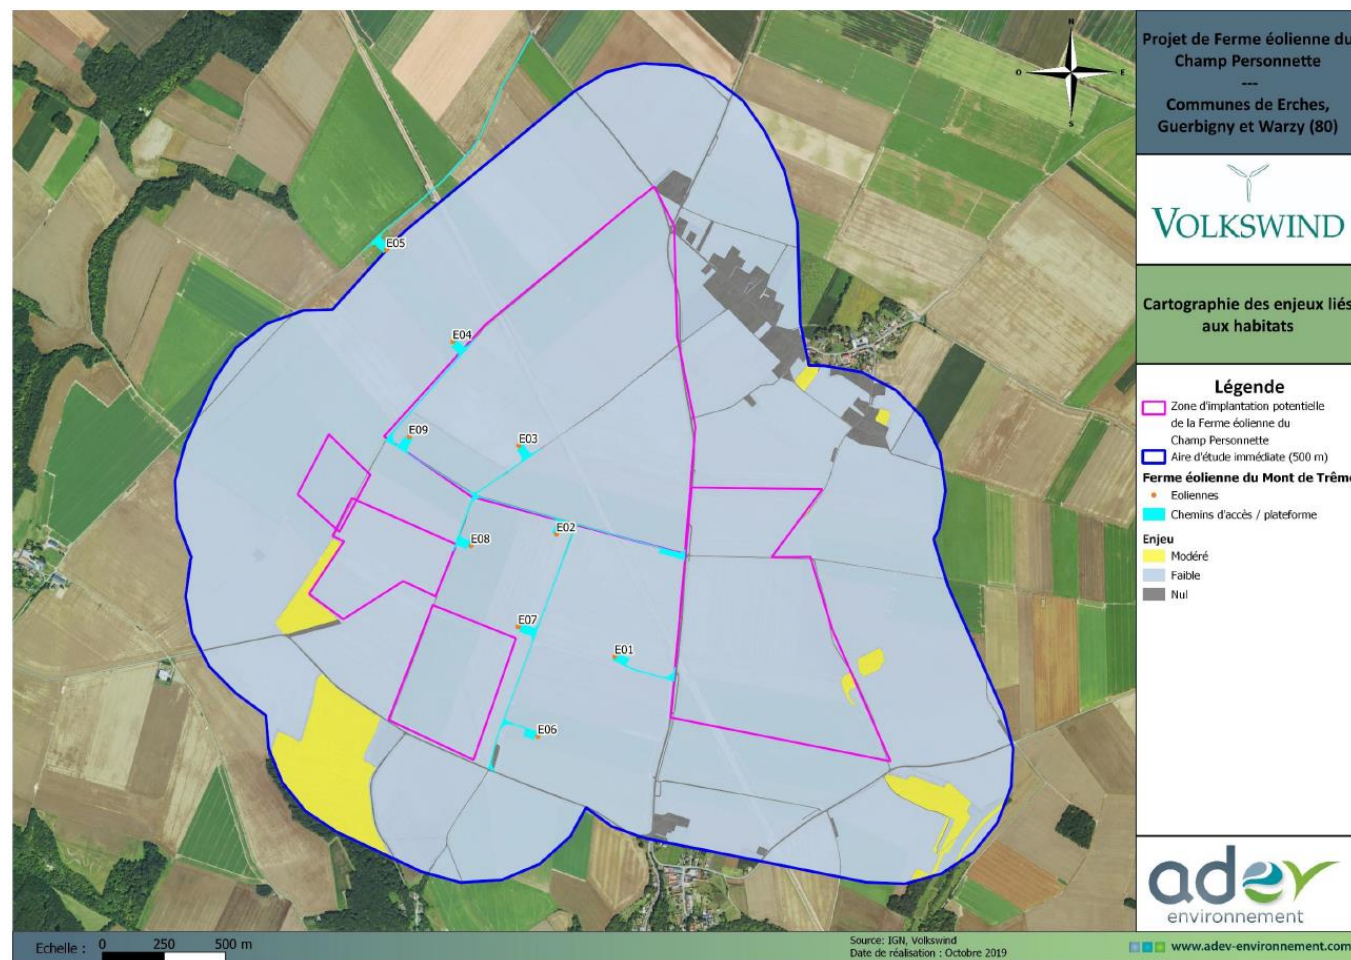 Projet de Ferme éolienne du
Champ Personnette
---
Communes de Erches,
Guerbigny et Warzy (80)
VOLKSWIND
Cartographie des enjeux liés
aux habitats
Légende
Zone d'implantation potentielle
de la Ferme éolienne du
Champ Personnette
Aire d'étude immédiate (500 m)
Ferme éolienne du Mont de Trême
Eoliennes
Chemins d'accès / plateforme
Enjeu
Modéré
Faible
Nul
N
O
E
S
E05
E04
E09
E03
E02
E08
E07
E01
E06
adev
environnement
Echelle : 0 250 500 m
Source: IGN, Volkswind
Date de réalisation : Octobre 2019
www.adev-environnement.com